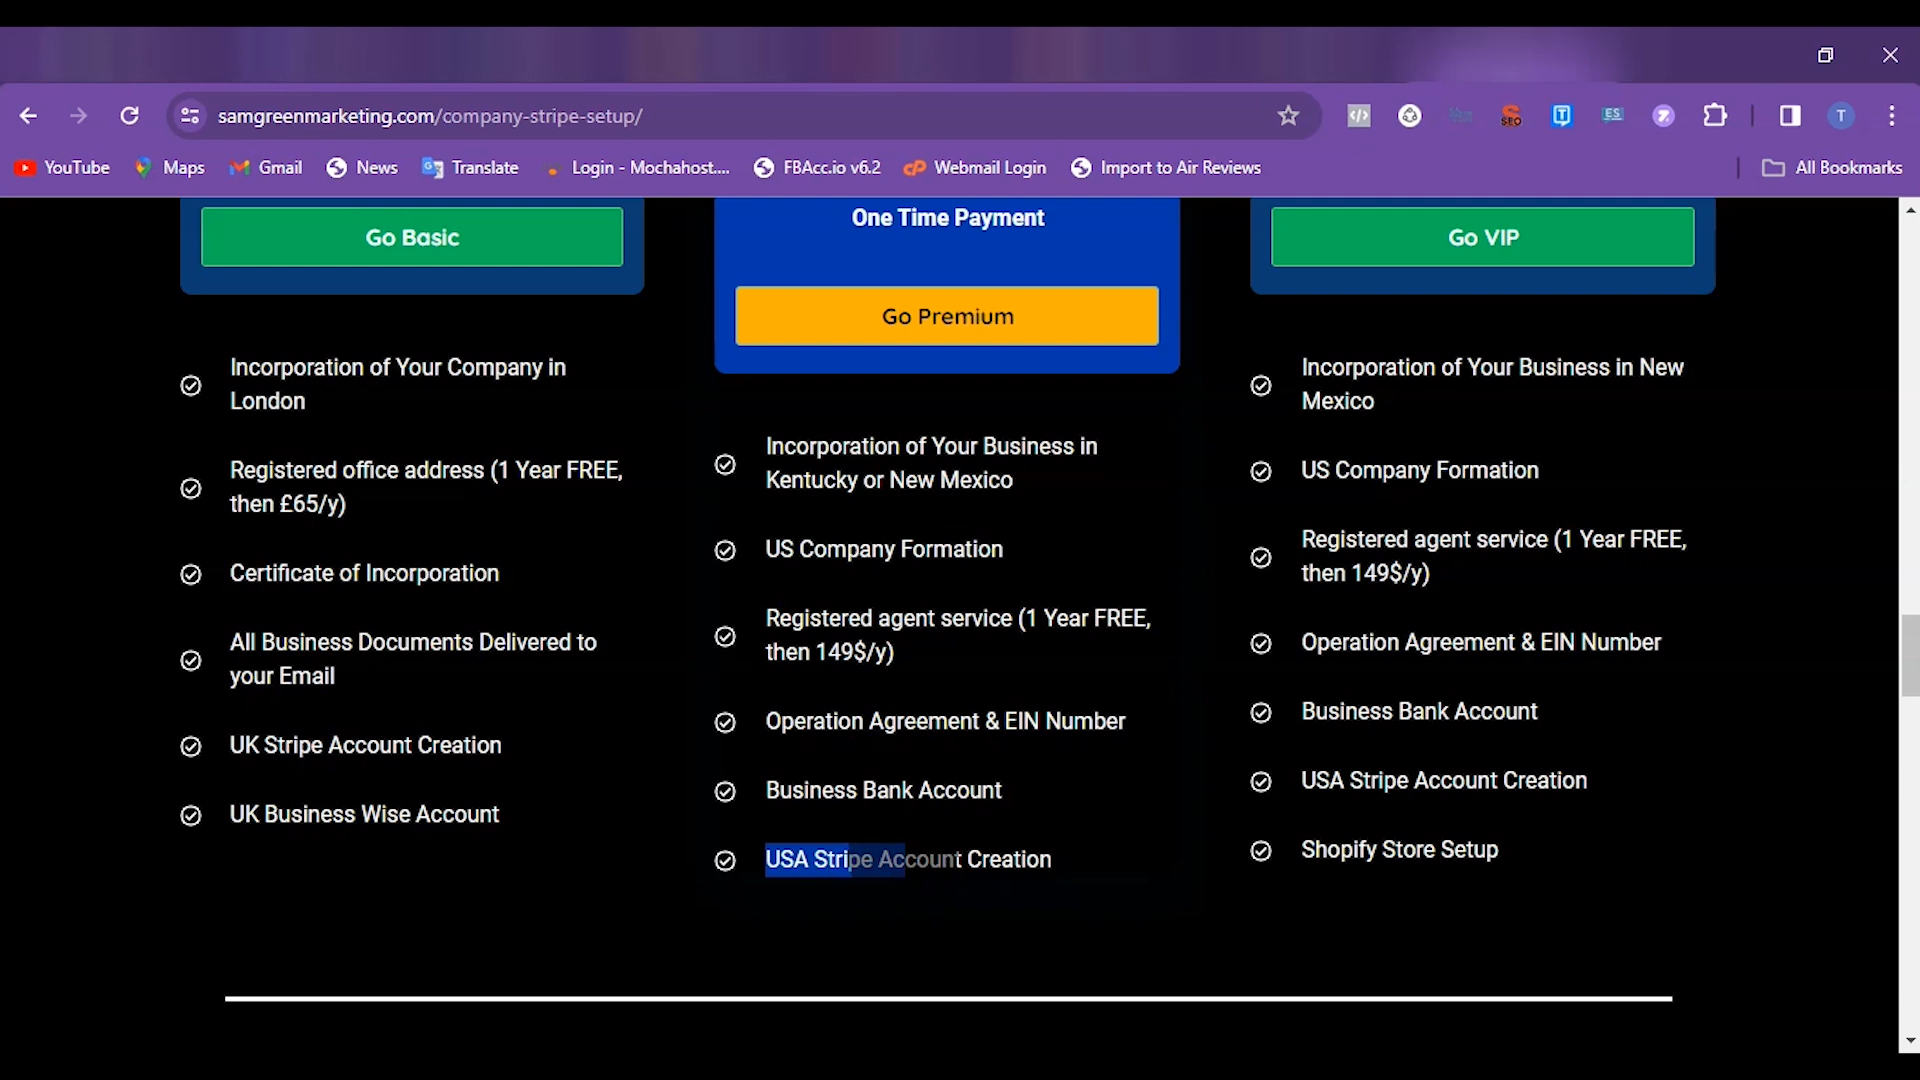 samgreenmarketing.com/company-stripe-setup/
SEO
ES
T
YouTube
Maps
Gmail
News
Translate
Login - Mochahost....
FBAcc.io v6.2
Webmail Login
Import to Air Reviews
All Bookmarks
Go Basic
Incorporation of Your Company in
London
Registered office address (1 Year FREE,
then £65/y)
Certificate of Incorporation
All Business Documents Delivered to
your Email
UK Stripe Account Creation
UK Business Wise Account
One Time Payment
Go Premium
Incorporation of Your Business in
Kentucky or New Mexico
US Company Formation
Registered agent service (1 Year FREE,
then 149$/y)
Operation Agreement & EIN Number
Business Bank Account
USA Stripe Account Creation
Go VIP
Incorporation of Your Business in New
Mexico
US Company Formation
Registered agent service (1 Year FREE,
then 149$/y)
Operation Agreement & EIN Number
Business Bank Account
USA Stripe Account Creation
Shopify Store Setup